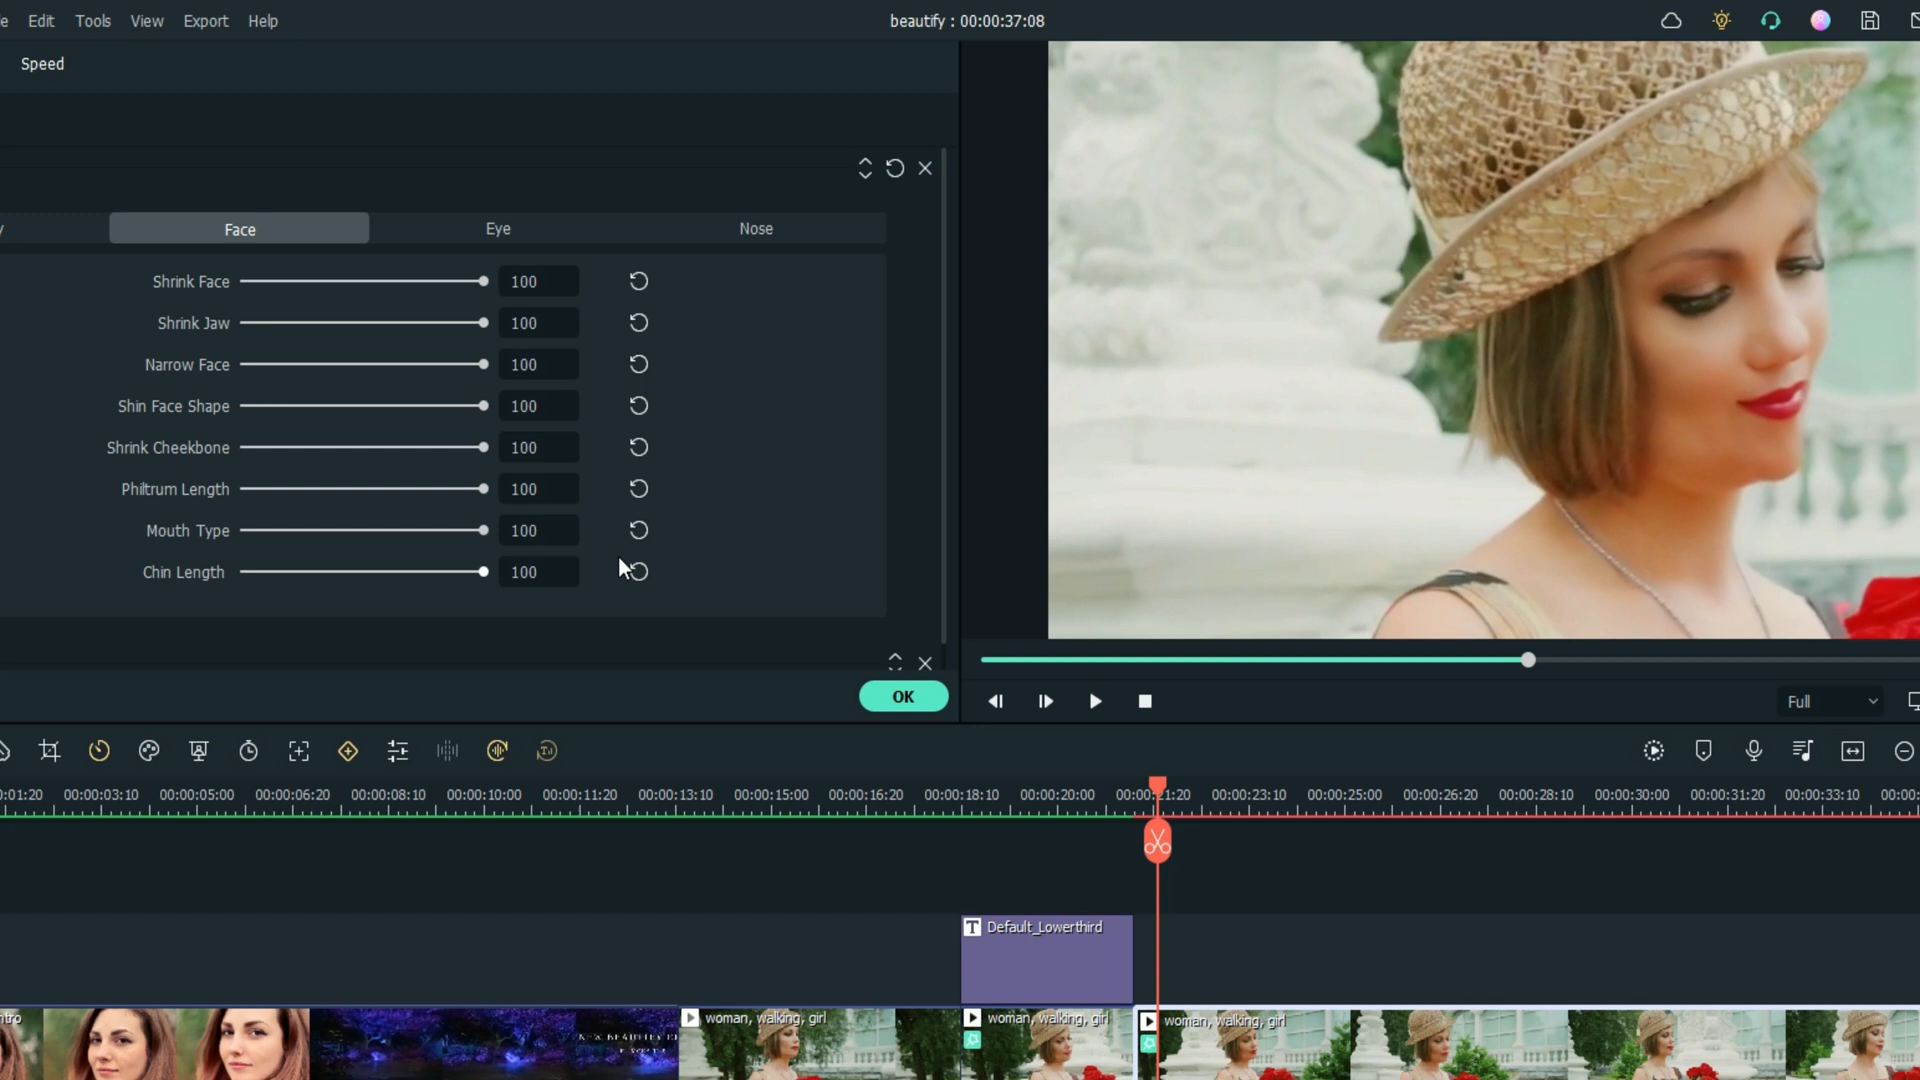 Edit Tools View Export Help
beautify : 00:00:37:08
Speed
Face Eye Nose
Shrink Face 100
Shrink Jaw 100
Narrow Face 100
Shin Face Shape 100
Shrink Cheekbone 100
Philtrum Length 100
Mouth Type 100
Chin Length 100
OK
Full
0:01:20 00:00:03:10 00:00:05:00 00:00:06:20 00:00:08:10 00:00:10:00 00:00:11:20 00:00:13:10 00:00:15:00 00:00:16:20 00:00:18:10 00:00:20:00 00:00:21:20 00:00:23:10 00:00:25:00 00:00:26:20 00:00:28:10 00:00:30:00 00:00:31:20 00:00:33:10 00:00:
T Default_Lowerthird
ntro
woman, walking, girl
woman, walking, girl
woman, walking, girl